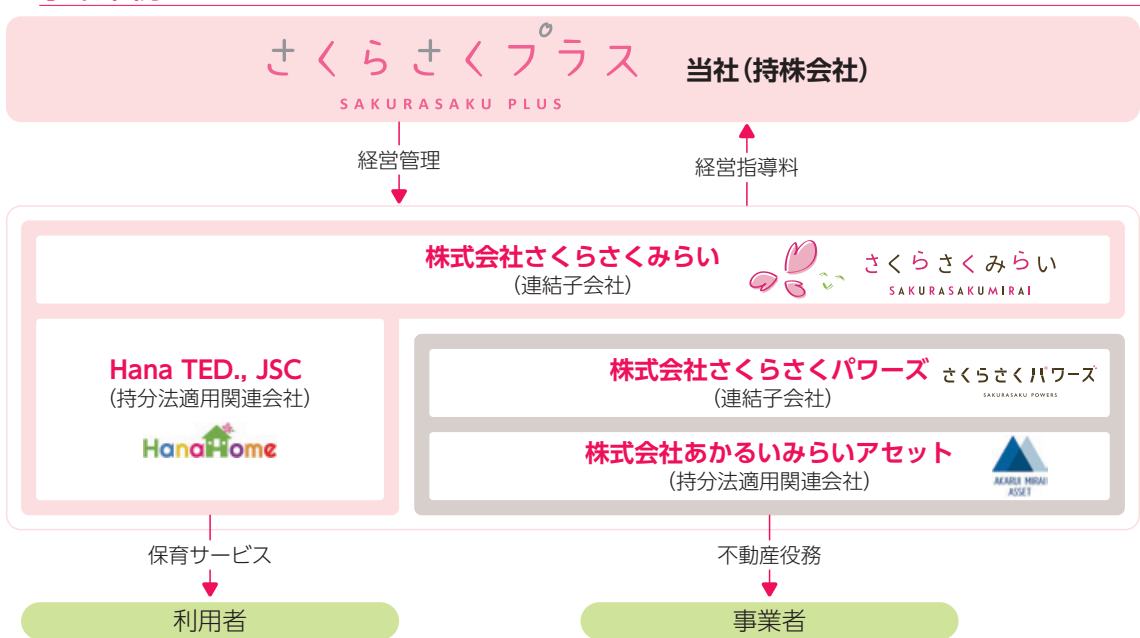 さくらさくプラス
SAKURASAKU PLUS
当社(持株会社)
経営管理
経営指導料
株式会社さくらさくみらい
(連結子会社)
さくらさくみらい
SAKURASAKUMIRAI
Hana TED., JSC
(持分法適用関連会社)
HanaHome
株式会社さくらさくパワーズ
(連結子会社)
さくらさくパワーズ
SAKURASAKU POWERS
株式会社あかるいみらいアセット
(持分法適用関連会社)
AKARUI MIRAI
ASSET
保育サービス
不動産役務
利用者
事業者